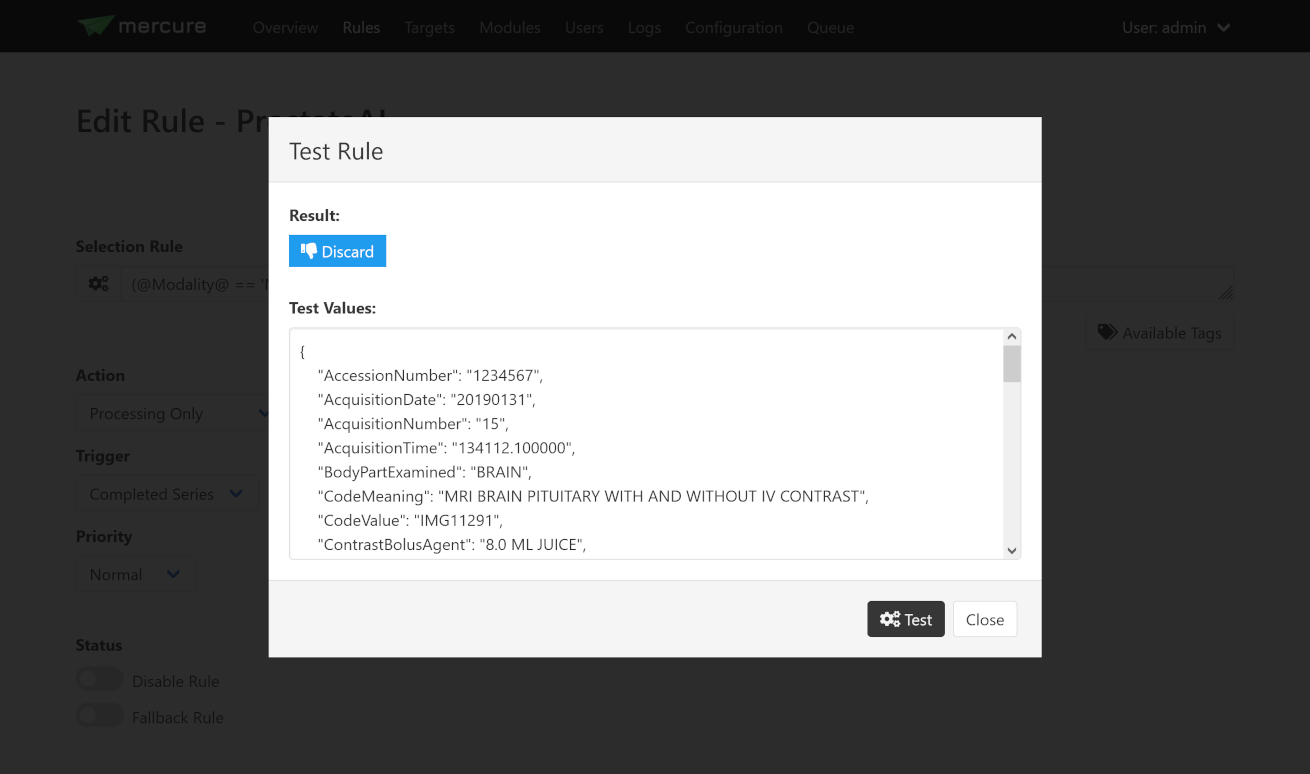 mercure Overview Rules Targets Modules Users Logs Configuration Queue User: admin
Edit Rule -
Test Rule
Result:
Discard
Selection Rule
(@Modality@ ==
Test Values:
{
"AccessionNumber": "1234567",
"AcquisitionDate": "20190131",
"AcquisitionNumber": "15",
"AcquisitionTime": "134112.100000",
"BodyPartExamined": "BRAIN",
"CodeMeaning": "MRI BRAIN PITUITARY WITH AND WITHOUT IV CONTRAST",
"CodeValue": "IMG11291",
"ContrastBolusAgent": "8.0 ML JUICE",
Available Tags
Action
Processing Only
Trigger
Completed Series
Priority
Normal
Test Close
Status
Disable Rule
Fallback Rule